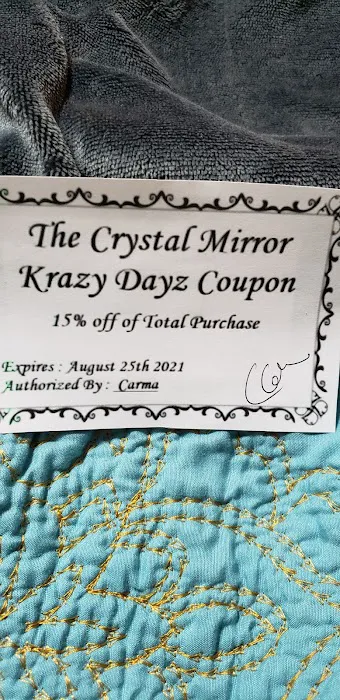 The Crystal Mirror
Krazy Dayz Coupon
15% off of Total Purchase
Expires : August 25th 2021
Authorized By : Carma